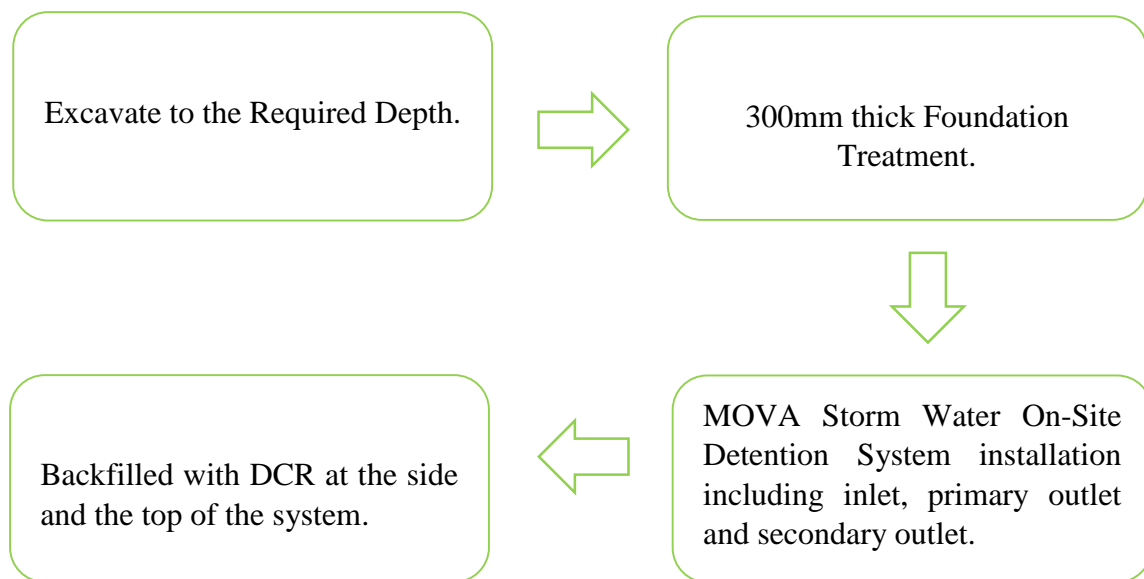 Excavate to the Required Depth.
300mm thick Foundation
Treatment.
MOVA Storm Water On-Site
Detention System installation
including inlet, primary outlet
and secondary outlet.
Backfilled with DCR at the side
and the top of the system.